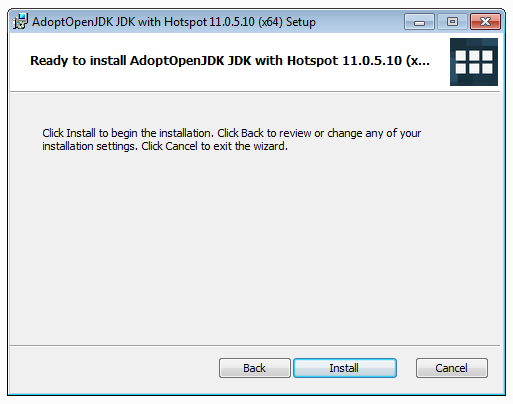 AdoptOpenJDK JDK with Hotspot 11.0.5.10 (x64) Setup
Ready to install AdoptOpenJDK JDK with Hotspot 11.0.5.10 (x...
Click Install to begin the installation. Click Back to review or change any of your
installation settings. Click Cancel to exit the wizard.
Back Install Cancel